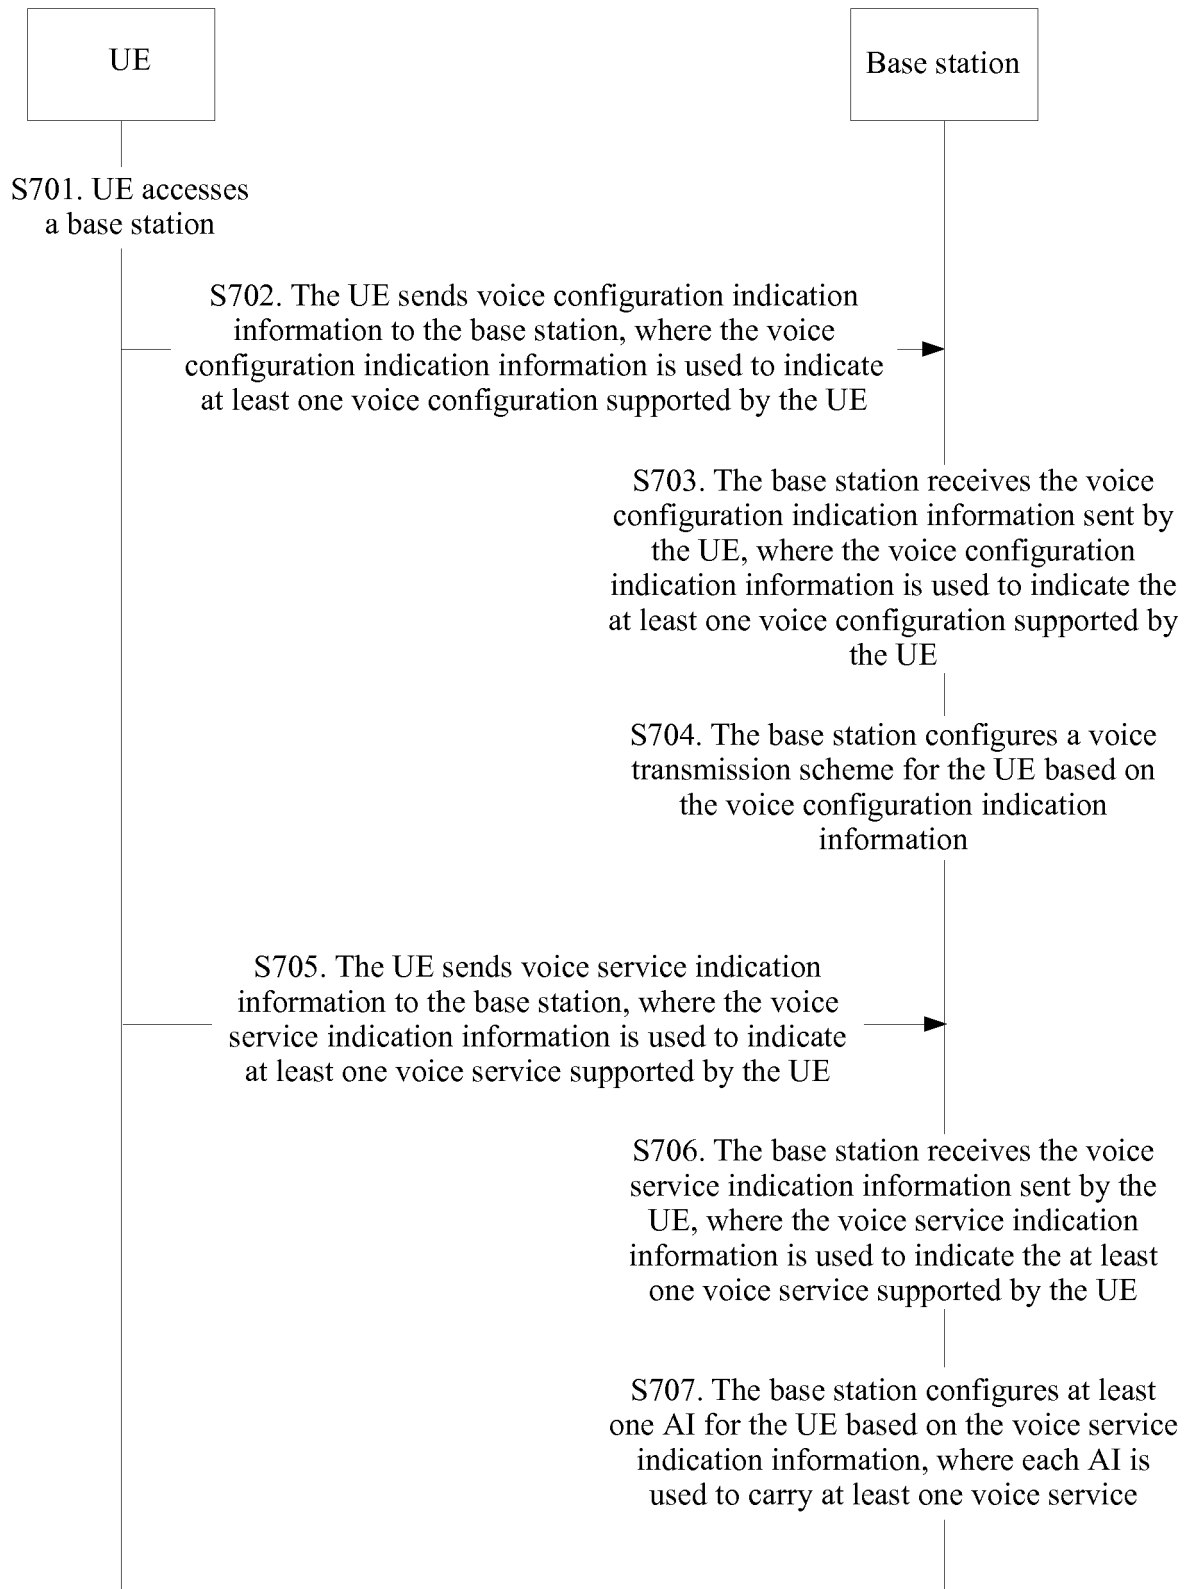 UE
Base station
S701. UE accesses
a base station
S702. The UE sends voice configuration indication
information to the base station, where the voice
configuration indication information is used to indicate
at least one voice configuration supported by the UE
S703. The base station receives the voice
configuration indication information sent by
the UE, where the voice configuration
indication information is used to indicate the
at least one voice configuration supported by
the UE
S704. The base station configures a voice
transmission scheme for the UE based on
the voice configuration indication
information
S705. The UE sends voice service indication
information to the base station, where the voice
service indication information is used to indicate
at least one voice service supported by the UE
S706. The base station receives the voice
service indication information sent by the
UE, where the voice service indication
information is used to indicate the at least
one voice service supported by the UE
S707. The base station configures at least
one AI for the UE based on the voice service
indication information, where each AI is
used to carry at least one voice service